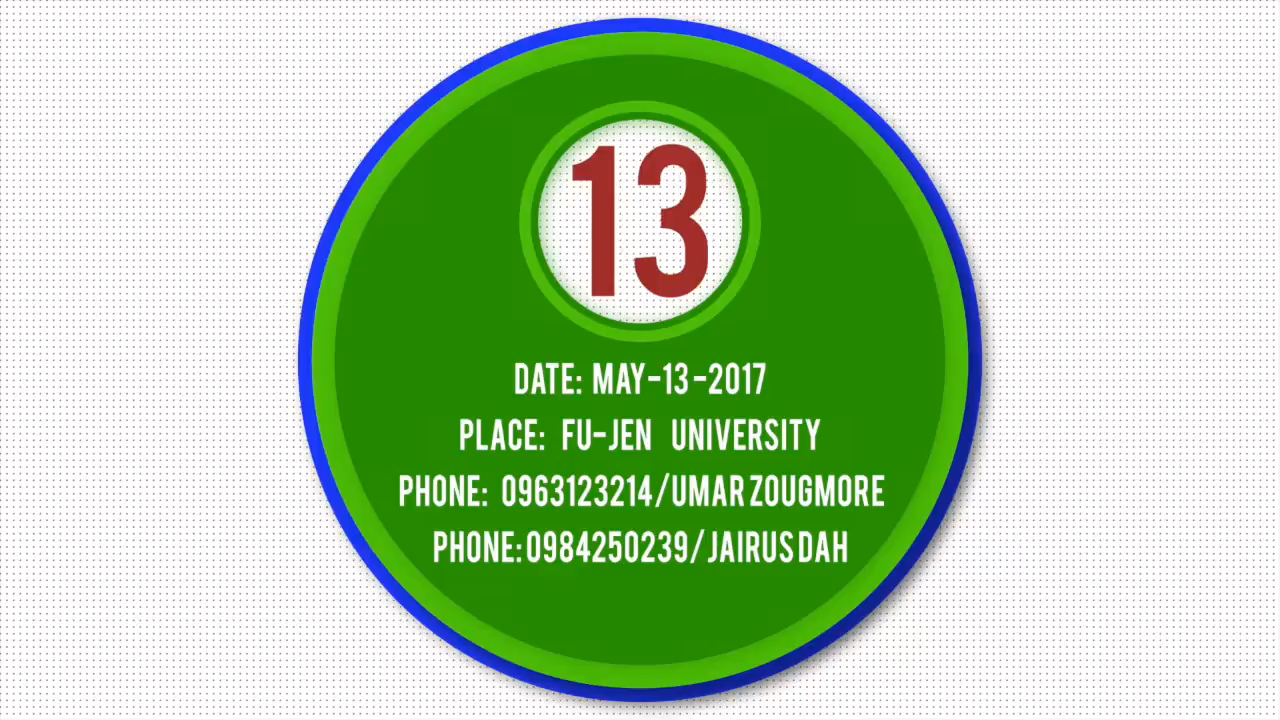 13
DATE: MAY-13-2017
PLACE: FU-JEN UNIVERSITY
PHONE: 0963123214/UMAR ZOUGMORE
PHONE:0984250239/ JAIRUS DAH